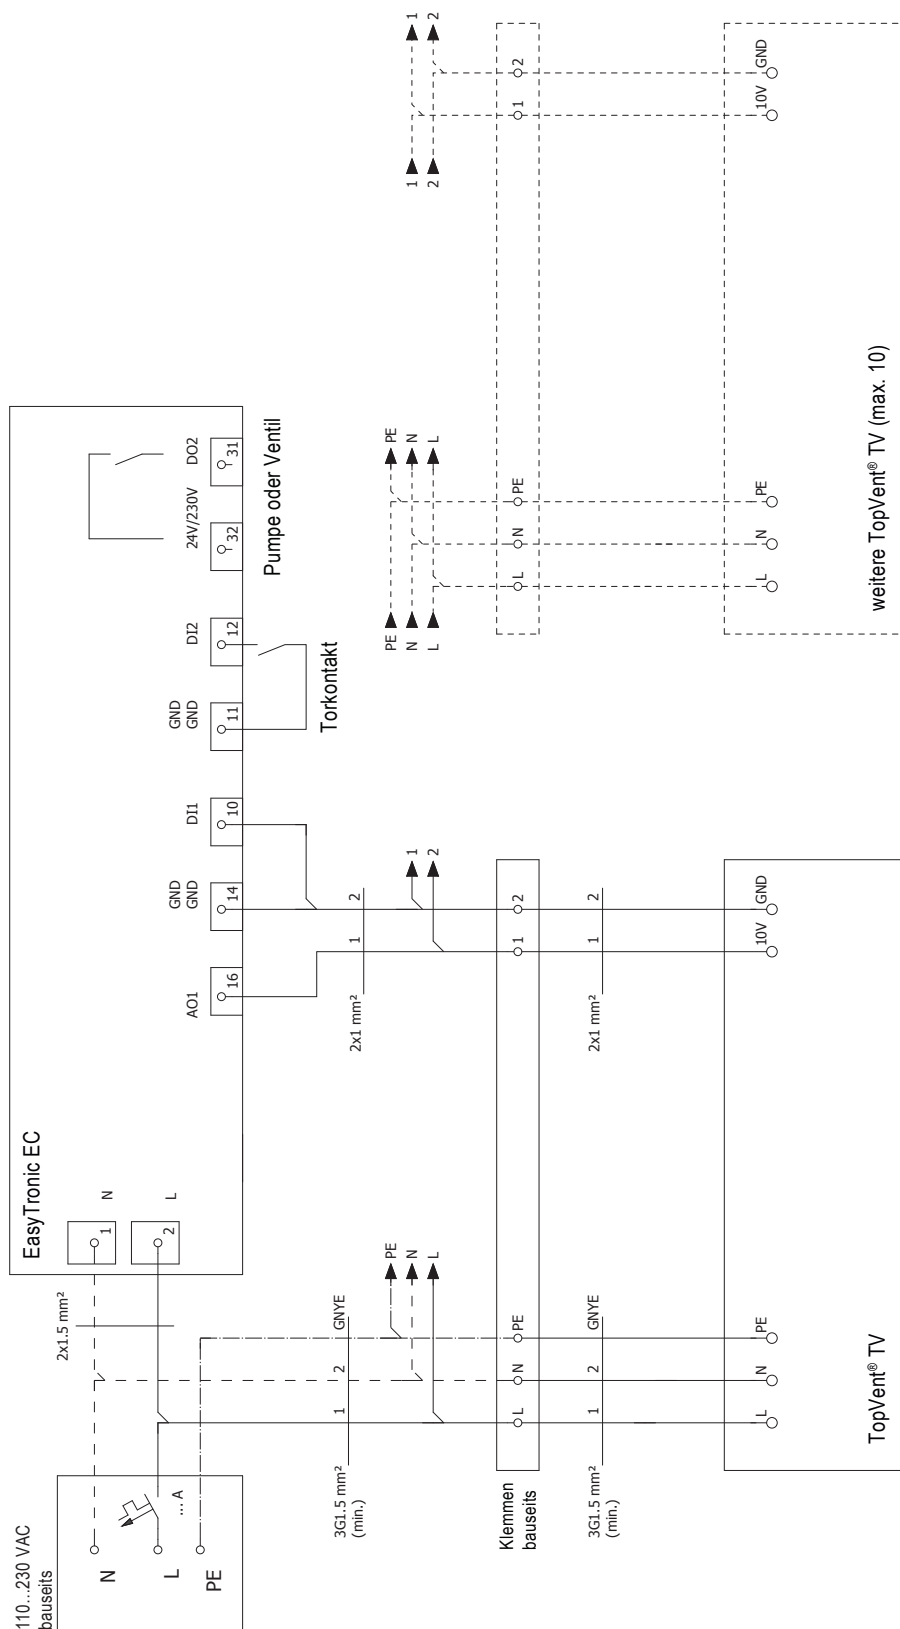 110...230 VAC
bauseits
N
L
PE
... A
2x1.5 mm²
EasyTronic EC
1
N
2
L
AO1
16
GND
GND
14
DI1
10
GND
GND
11
DI2
12
24V/230V
32
DO2
31
Torkontakt
Pumpe oder Ventil
3G1.5 mm²
(min.)
1
2
GNYE
PE
N
L
2x1 mm²
1
2
1
2
PE
N
L
PE
N
L
1
2
1
2
Klemmen
bauseits
L
N
PE
1
2
L
N
PE
1
2
3G1.5 mm²
(min.)
1
2
GNYE
2x1 mm²
1
2
L
N
PE
10V
GND
TopVent® TV
L
N
PE
10V
GND
weitere TopVent® TV (max. 10)